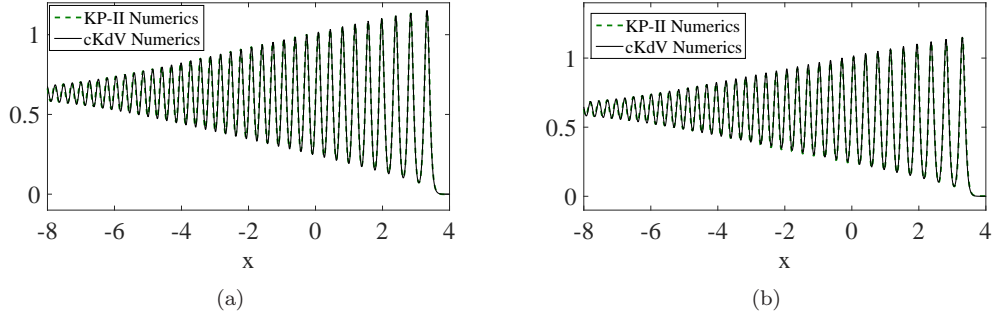 1
0.5
0
KP-II Numerics
cKdV Numerics
-8 -6 -4 -2 0 2 4
x
(a)
1
0.5
0
KP-II Numerics
cKdV Numerics
-8 -6 -4 -2 0 2 4
x
(b)